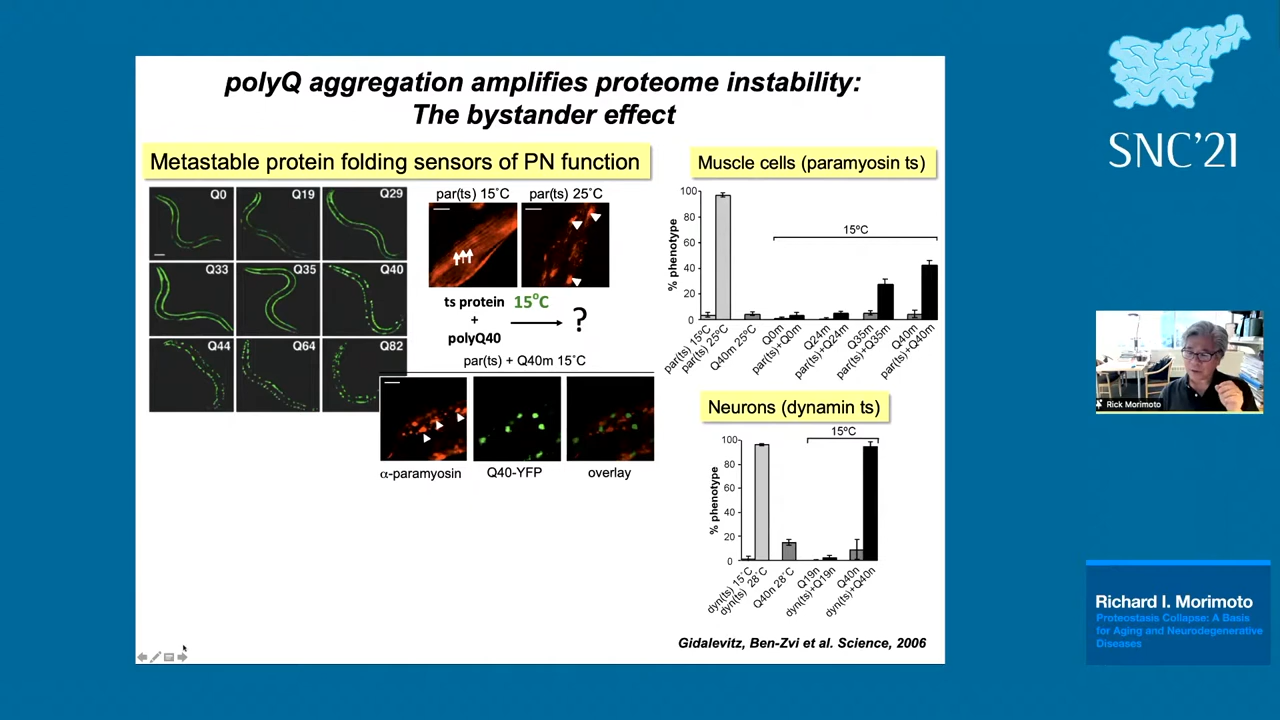 polyQ aggregation amplifies proteome instability:
The bystander effect
Metastable protein folding sensors of PN function
Q0
Q19
Q29
Q33
Q35
Q40
Q44
Q64
Q82
par(ts) 15˚C
par(ts) 25˚C
ts protein
+
polyQ40
15°C
?
par(ts) + Q40m 15˚C
α-paramyosin
Q40-YFP
overlay
Muscle cells (paramyosin ts)
% phenotype
100
80
60
40
20
0
15ºC
par(ts) 15˚C
par(ts) 25˚C
Q40m 25˚C
Q0m
par(ts)+Q0m
Q24m
par(ts)+Q24m
Q35m
par(ts)+Q35m
Q40m
par(ts)+Q40m
Neurons (dynamin ts)
% phenotype
100
80
60
40
20
0
15ºC
dyn(ts) 15˚C
dyn(ts) 28˚C
Q40n 28˚C
Q19n
dyn(ts)+Q19n
Q40n
dyn(ts)+Q40n
Gidalevitz, Ben-Zvi et al. Science, 2006
SNC'21
Rick Morimoto
Richard I. Morimoto
Proteostasis Collapse: A Basis
for Aging and Neurodegenerative
Diseases